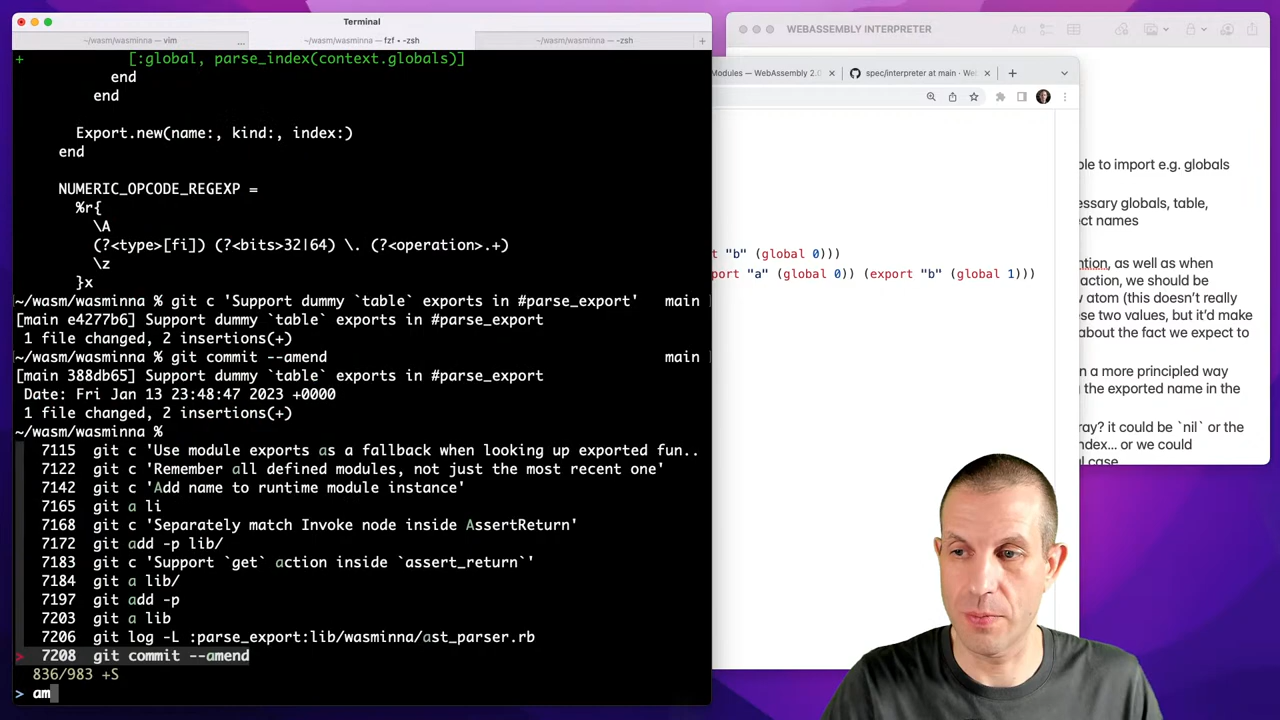 Terminal
~/wasm/wasminna — vim
...
~/wasm/wasminna — fzf • -zsh
~/wasm/wasminna — -zsh
+ [:global, parse_index(context.globals)]
end
end
Export.new(name:, kind:, index:)
end
NUMERIC_OPCODE_REGEXP =
%r{
\A
(?<type>[fi]) (?<bits>32|64) \. (?<operation>.+)
\z
}x
~/wasm/wasminna % git c 'Support dummy `table` exports in #parse_export' main
[main e4277b6] Support dummy `table` exports in #parse_export
1 file changed, 2 insertions(+)
~/wasm/wasminna % git commit --amend main
[main 388db65] Support dummy `table` exports in #parse_export
Date: Fri Jan 13 23:48:47 2023 +0000
1 file changed, 2 insertions(+)
~/wasm/wasminna %
7115 git c 'Use module exports as a fallback when looking up exported fun..
7122 git c 'Remember all defined modules, not just the most recent one'
7142 git c 'Add name to runtime module instance'
7165 git a li
7168 git c 'Separately match Invoke node inside AssertReturn'
7172 git add -p lib/
7183 git c 'Support `get` action inside `assert_return`'
7184 git a lib/
7197 git add -p
7203 git a lib
7206 git log -L :parse_export:lib/wasminna/ast_parser.rb
> 7208 git commit --amend
836/983 +S
> am
WEBASSEMBLY INTERPRETER
Aa
Modules — WebAssembly 2.0
spec/interpreter at main · We
port "b" (global 0)))
port "a" (global 0)) (export "b" (global 1)))
ble to import e.g. globals
essary globals, table,
ct names
ention, as well as when
action, we should be
w atom (this doesn't really
se two values, but it'd make
about the fact we expect to
n a more principled way
g the exported name in the
ray? it could be `nil` or the
ndex... or we could
al case